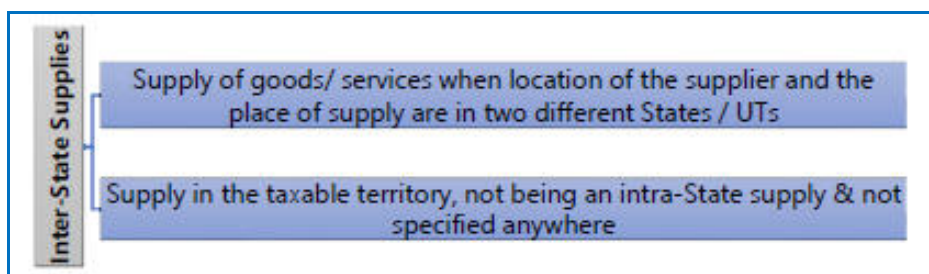 Inter-State Supplies
Supply of goods/ services when location of the supplier and the
place of supply are in two different States / UTs
Supply in the taxable territory, not being an intra-State supply & not
specified anywhere